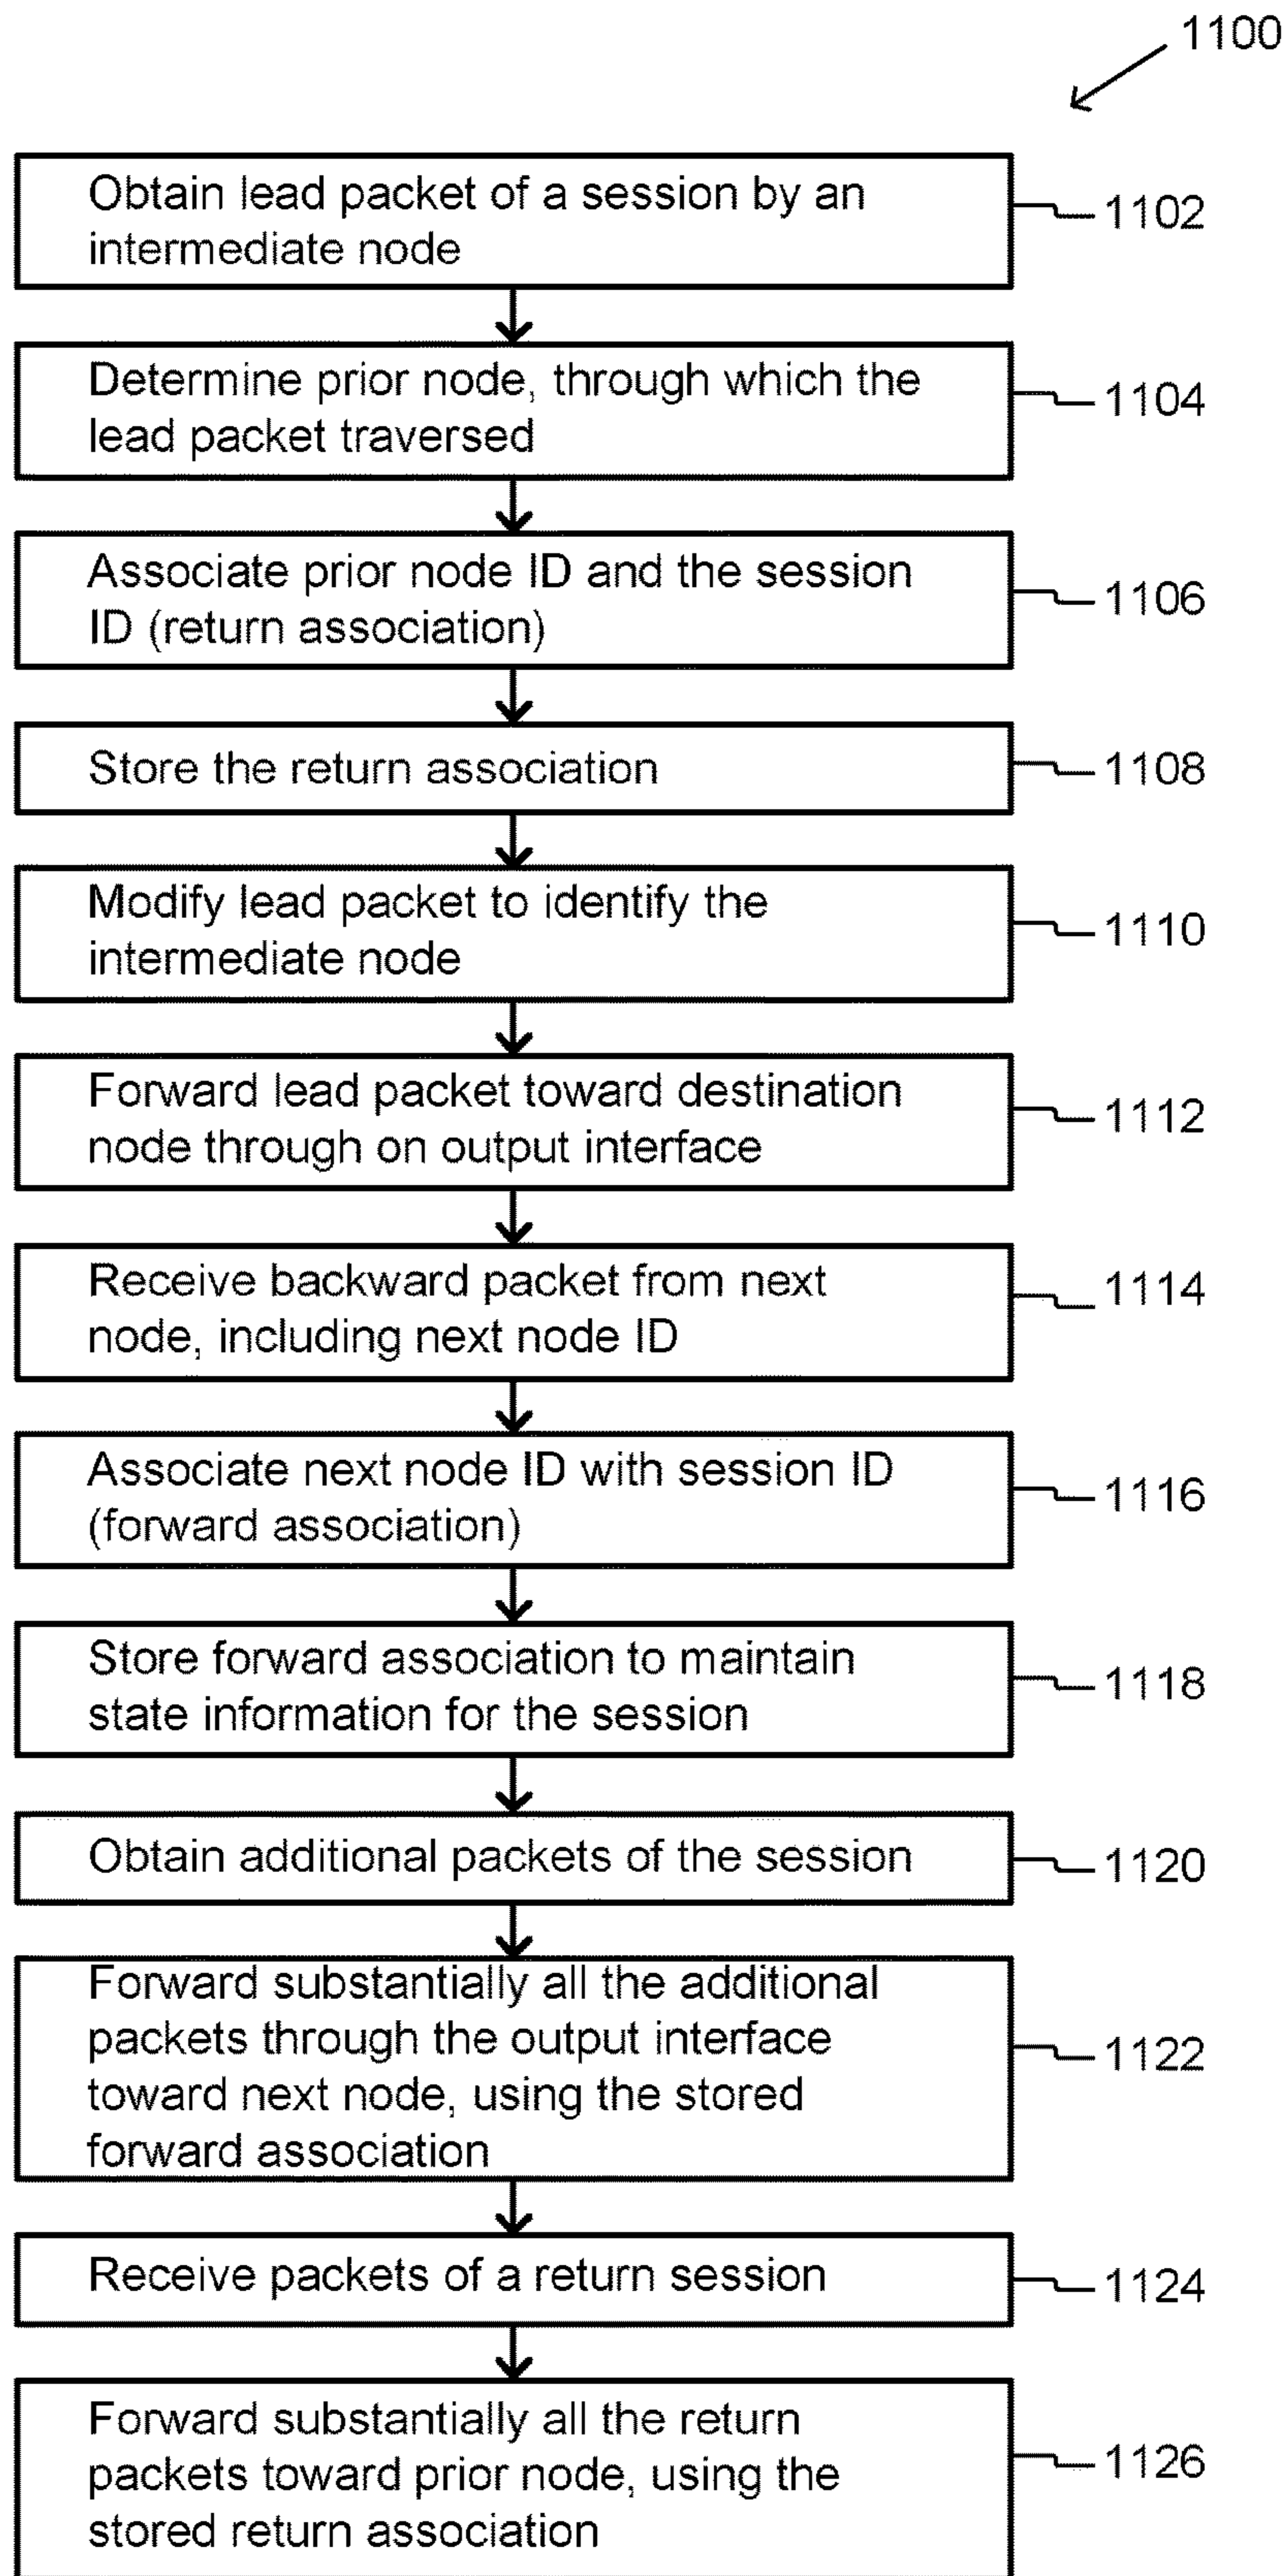 1100
Obtain lead packet of a session by an
intermediate node
1102
Determine prior node, through which the
lead packet traversed
1104
Associate prior node ID and the session
ID (return association)
1106
Store the return association
1108
Modify lead packet to identify the
intermediate node
1110
Forward lead packet toward destination
node through on output interface
1112
Receive backward packet from next
node, including next node ID
1114
Associate next node ID with session ID
(forward association)
1116
Store forward association to maintain
state information for the session
1118
Obtain additional packets of the session
1120
Forward substantially all the additional
packets through the output interface
toward next node, using the stored
forward association
1122
Receive packets of a return session
1124
Forward substantially all the return
packets toward prior node, using the
stored return association
1126